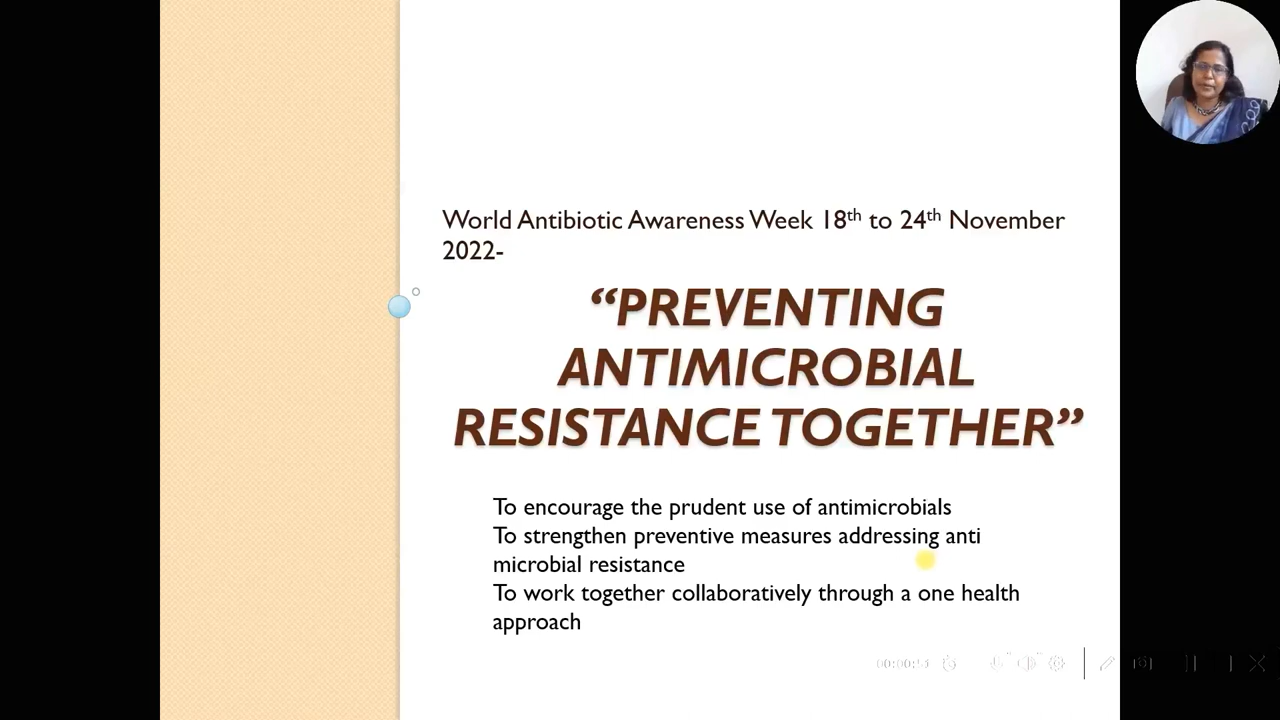 World Antibiotic Awareness Week 18th to 24th November
2022-
“PREVENTING
ANTIMICROBIAL
RESISTANCE TOGETHER”
To encourage the prudent use of antimicrobials
To strengthen preventive measures addressing anti
microbial resistance
To work together collaboratively through a one health
approach